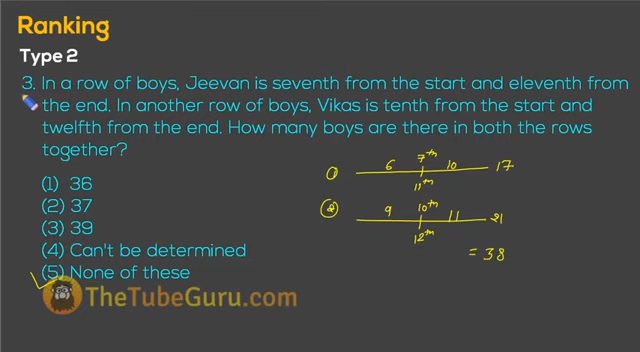 Ranking
Type 2
3. In a row of boys, Jeevan is seventh from the start and eleventh from
the end. In another row of boys, Vikas is tenth from the start and
twelfth from the end. How many boys are there in both the rows
together?
(1) 36
(2) 37
(3) 39
(4) Can't be determined
(5) None of these
① 6 7th 10 17
11th
② 9 10th 11 21
12th
= 38
TheTubeGuru.com